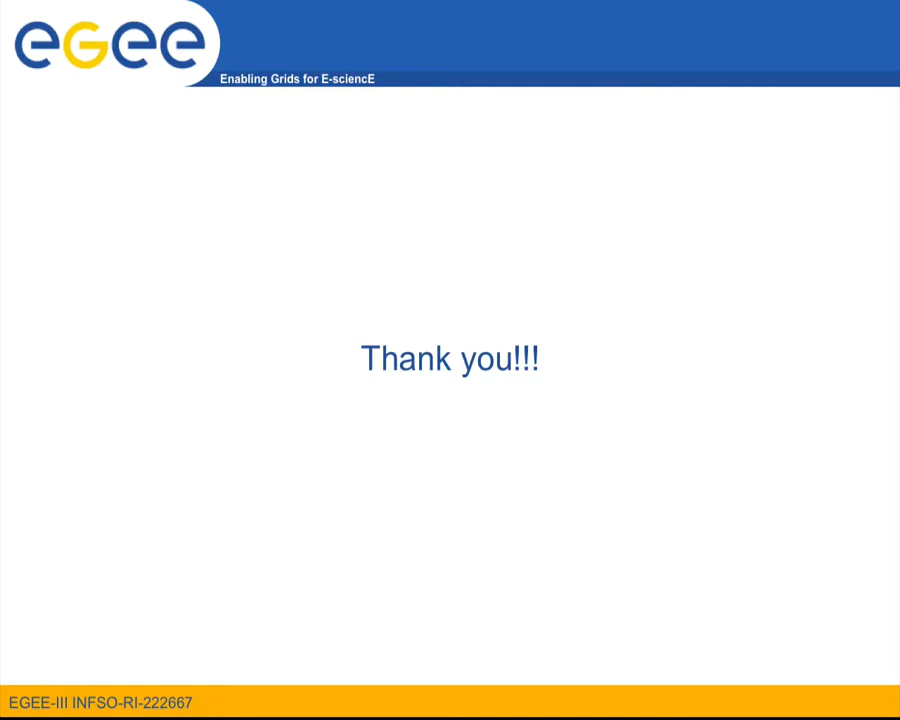 eGee
Enabling Grids for E-sciencE
Thank you!!!
EGEE-III INFSO-RI-222667